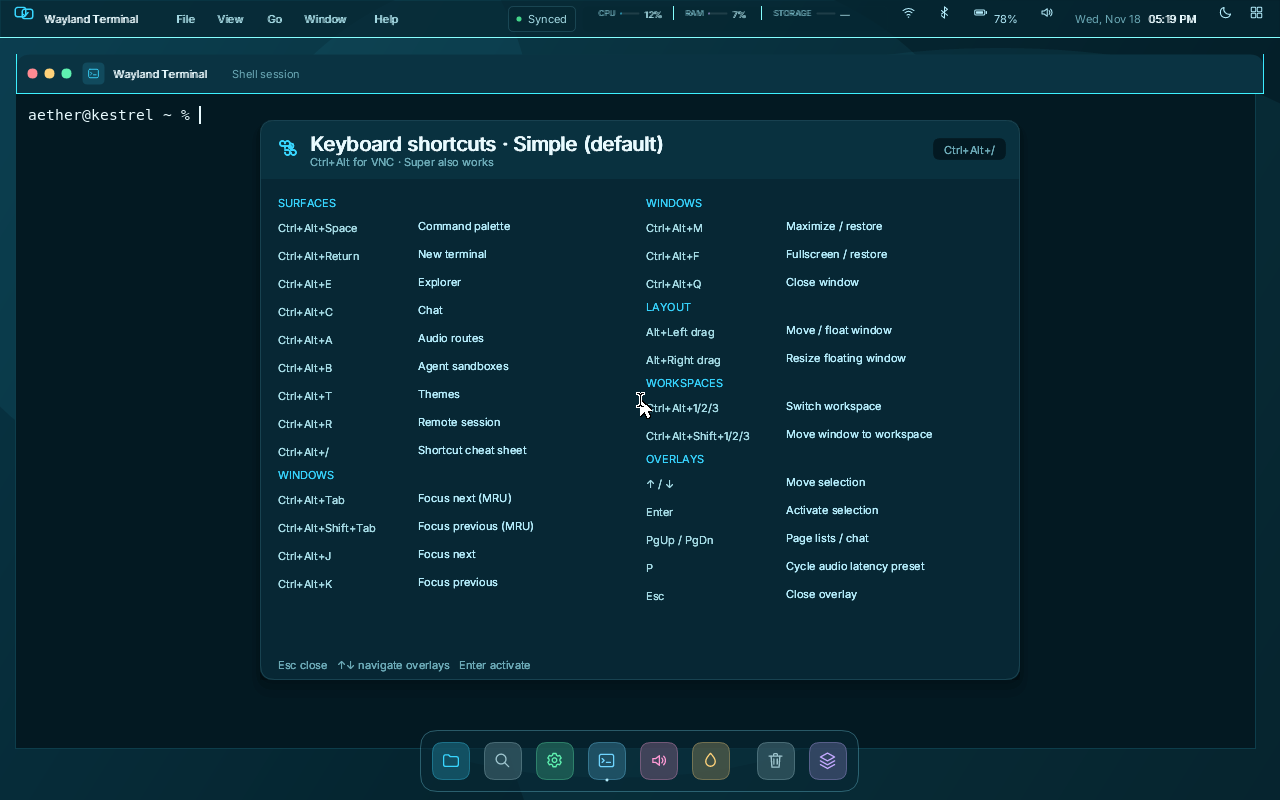 Wayland Terminal File View Go Window Help Synced CPU 12% RAM 7% STORAGE — 78% Wed, Nov 18 05:19 PM
Wayland Terminal Shell session
aether@kestrel ~ %
Keyboard shortcuts · Simple (default)
Ctrl+Alt for VNC · Super also works
Ctrl+Alt+/
SURFACES
Ctrl+Alt+Space Command palette
Ctrl+Alt+Return New terminal
Ctrl+Alt+E Explorer
Ctrl+Alt+C Chat
Ctrl+Alt+A Audio routes
Ctrl+Alt+B Agent sandboxes
Ctrl+Alt+T Themes
Ctrl+Alt+R Remote session
Ctrl+Alt+/ Shortcut cheat sheet
WINDOWS
Ctrl+Alt+Tab Focus next (MRU)
Ctrl+Alt+Shift+Tab Focus previous (MRU)
Ctrl+Alt+J Focus next
Ctrl+Alt+K Focus previous
WINDOWS
Ctrl+Alt+M Maximize / restore
Ctrl+Alt+F Fullscreen / restore
Ctrl+Alt+Q Close window
LAYOUT
Alt+Left drag Move / float window
Alt+Right drag Resize floating window
WORKSPACES
Ctrl+Alt+1/2/3 Switch workspace
Ctrl+Alt+Shift+1/2/3 Move window to workspace
OVERLAYS
↑ / ↓ Move selection
Enter Activate selection
PgUp / PgDn Page lists / chat
P Cycle audio latency preset
Esc Close overlay
Esc close ↑↓ navigate overlays Enter activate